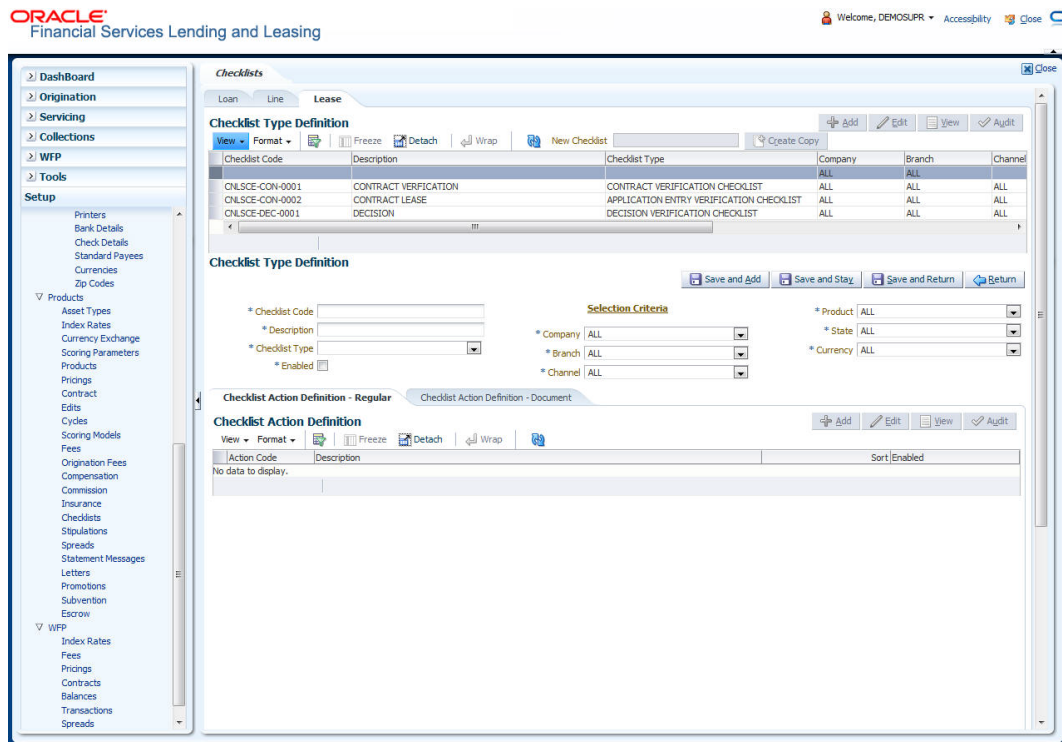 ORACLE
Financial Services Lending and Leasing
Welcome, DEMOSUPR
Accessibility
Close
DashBoard
Origination
Servicing
Collections
WFP
Tools
Setup
Printers
Bank Details
Check Details
Standard Payees
Currencies
Zip Codes
Products
Asset Types
Index Rates
Currency Exchange
Scoring Parameters
Products
Pricings
Contract
Edits
Cycles
Scoring Models
Fees
Origination Fees
Compensation
Commission
Insurance
Checklists
Stipulations
Spreads
Statement Messages
Letters
Promotions
Subvention
Escrow
WFP
Index Rates
Fees
Pricings
Contracts
Balances
Transactions
Spreads
Checklists
Close
Loan Line Lease
Checklist Type Definition
Add Edit View Audit
View Format Freeze Detach Wrap New Checklist Create Copy
Checklist Code Description Checklist Type Company Branch Channel
ALL ALL
CNLSCE-CON-0001 CONTRACT VERFICATION CONTRACT VERIFICATION CHECKLIST ALL ALL ALL
CNLSCE-CON-0002 CONTRACT LEASE APPLICATION ENTRY VERIFICATION CHECKLIST ALL ALL ALL
CNLSCE-DEC-0001 DECISION DECISION VERIFICATION CHECKLIST ALL ALL ALL
Checklist Type Definition
Save and Add Save and Stay Save and Return Return
* Checklist Code
* Description
* Checklist Type
* Enabled
Selection Criteria
* Company ALL
* Branch ALL
* Channel ALL
* Product ALL
* State ALL
* Currency ALL
Checklist Action Definition - Regular Checklist Action Definition - Document
Checklist Action Definition
Add Edit View Audit
View Format Freeze Detach Wrap
Action Code Description Sort Enabled
No data to display.